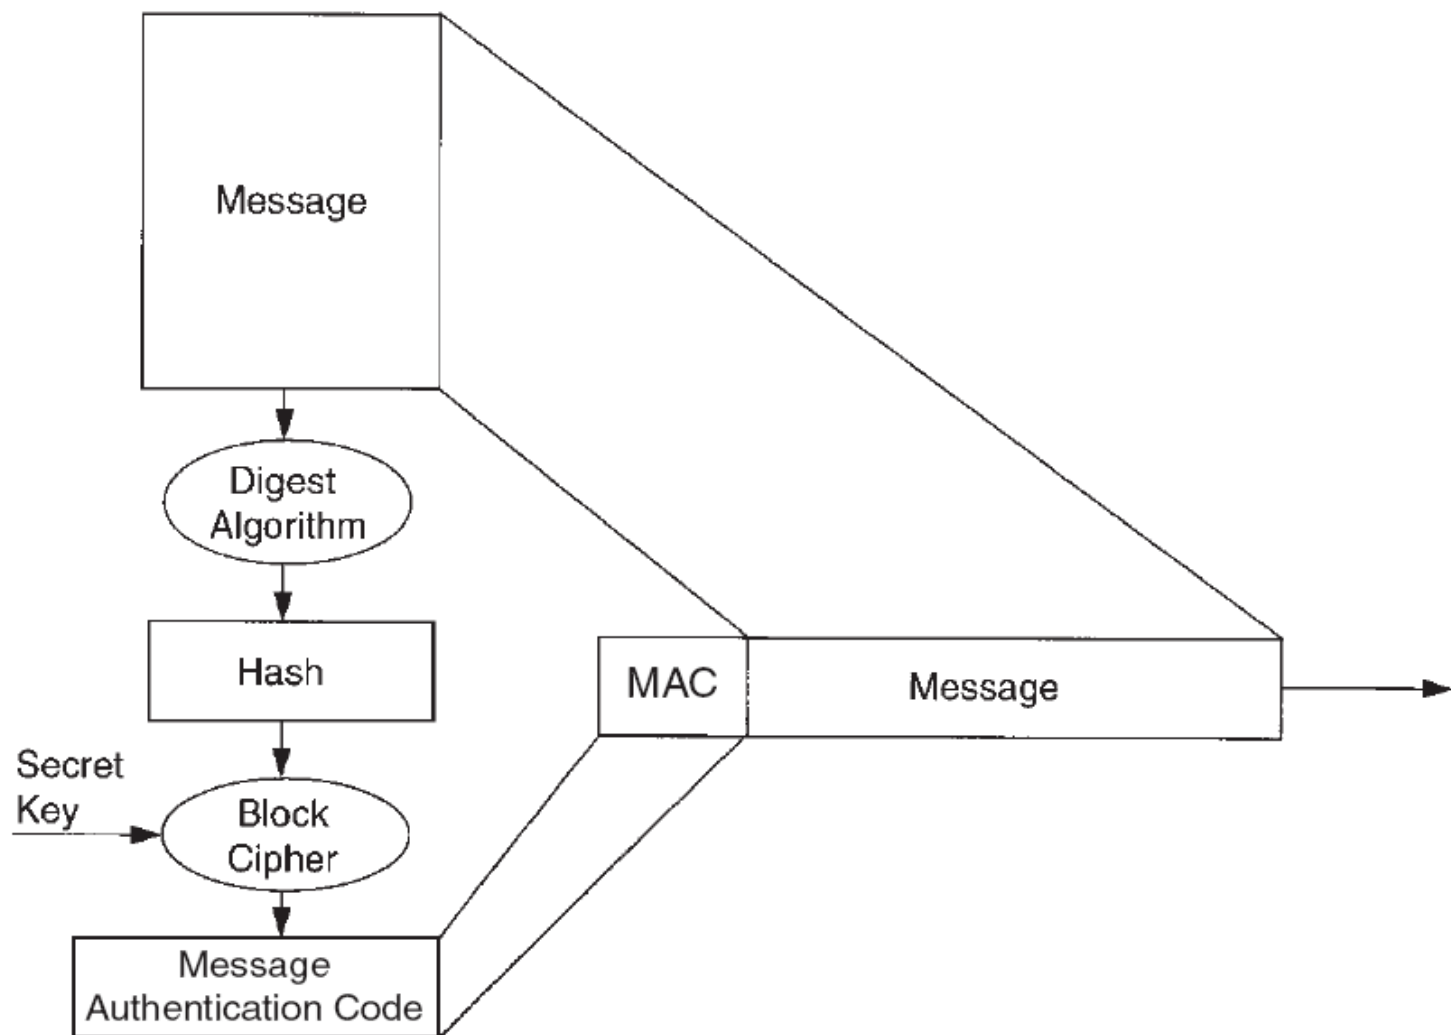 Message
Digest
Algorithm
Hash
MAC
Message
Secret
Key
Block
Cipher
Message
Authentication Code